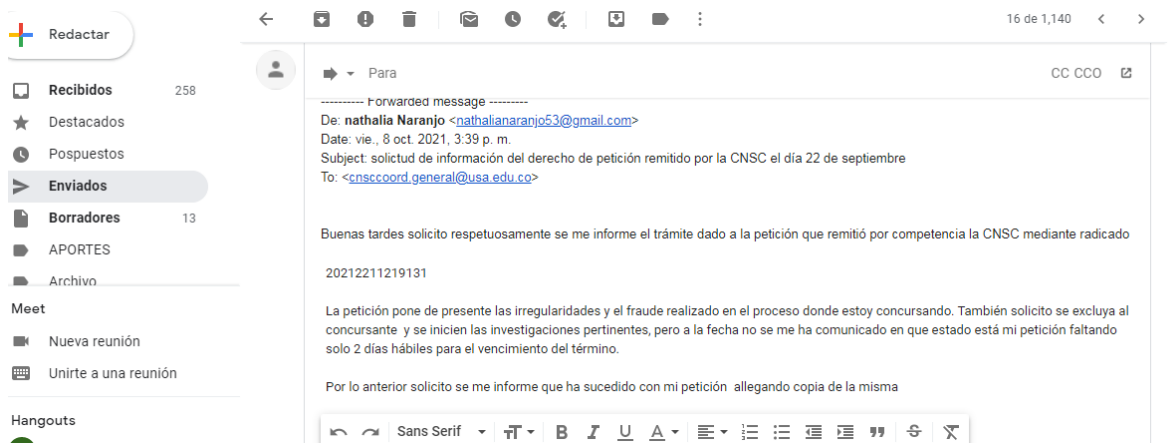 Redactar
16 de 1,140
Recibidos 258
Destacados
Pospuestos
Enviados
Borradores 13
APORTES
Archivo
Meet
Nueva reunión
Unirte a una reunión
Hangouts
Para CC CCO
---------- Forwarded message ---------
De: nathalia Naranjo <nathalianaranjo53@gmail.com>
Date: vie., 8 oct. 2021, 3:39 p. m.
Subject: solictud de información del derecho de petición remitido por la CNSC el día 22 de septiembre
To: <cnsccoord.general@usa.edu.co>
Buenas tardes solicito respetuosamente se me informe el trámite dado a la petición que remitió por competencia la CNSC mediante radicado
20212211219131
La petición pone de presente las irregularidades y el fraude realizado en el proceso donde estoy concursando. También solicito se excluya al
concursante y se inicien las investigaciones pertinentes, pero a la fecha no se me ha comunicado en que estado está mi petición faltando
solo 2 días hábiles para el vencimiento del término.
Por lo anterior solicito se me informe que ha sucedido con mi petición allegando copia de la misma
Sans Serif